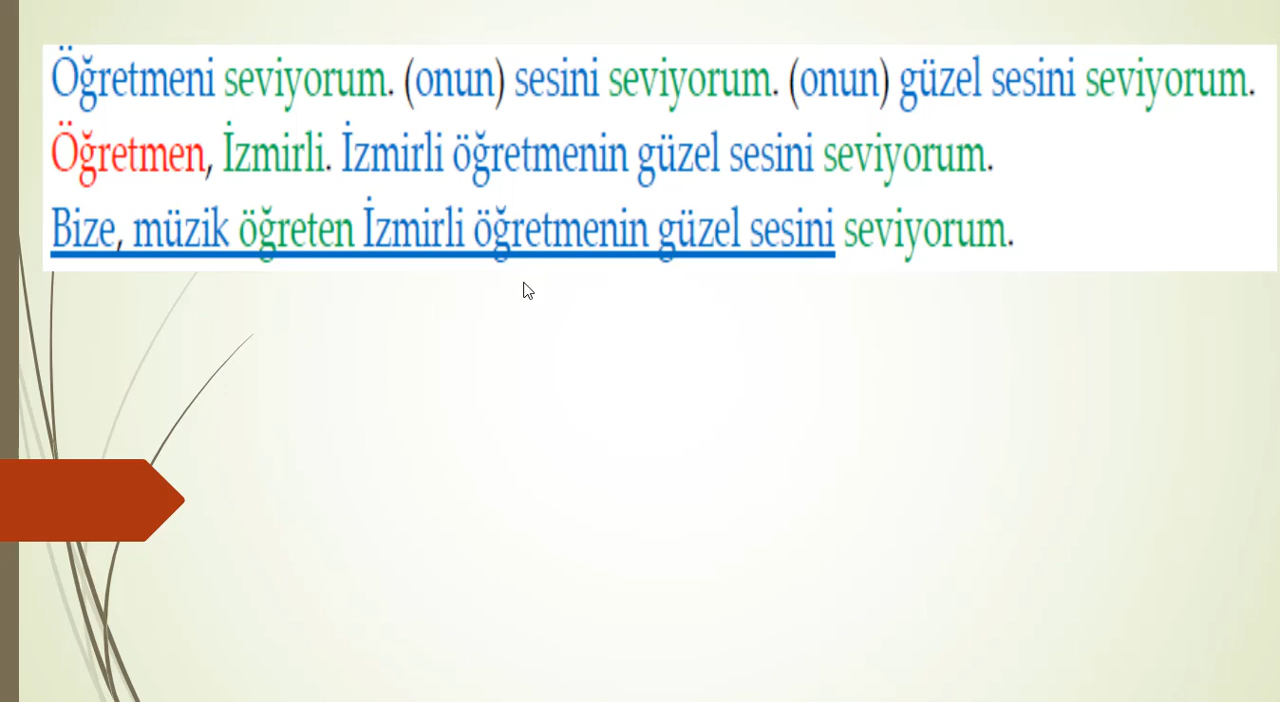 Öğretmeni seviyorum. (onun) sesini seviyorum. (onun) güzel sesini seviyorum.
Öğretmen, İzmirli. İzmirli öğretmenin güzel sesini seviyorum.
Bize, müzik öğreten İzmirli öğretmenin güzel sesini seviyorum.